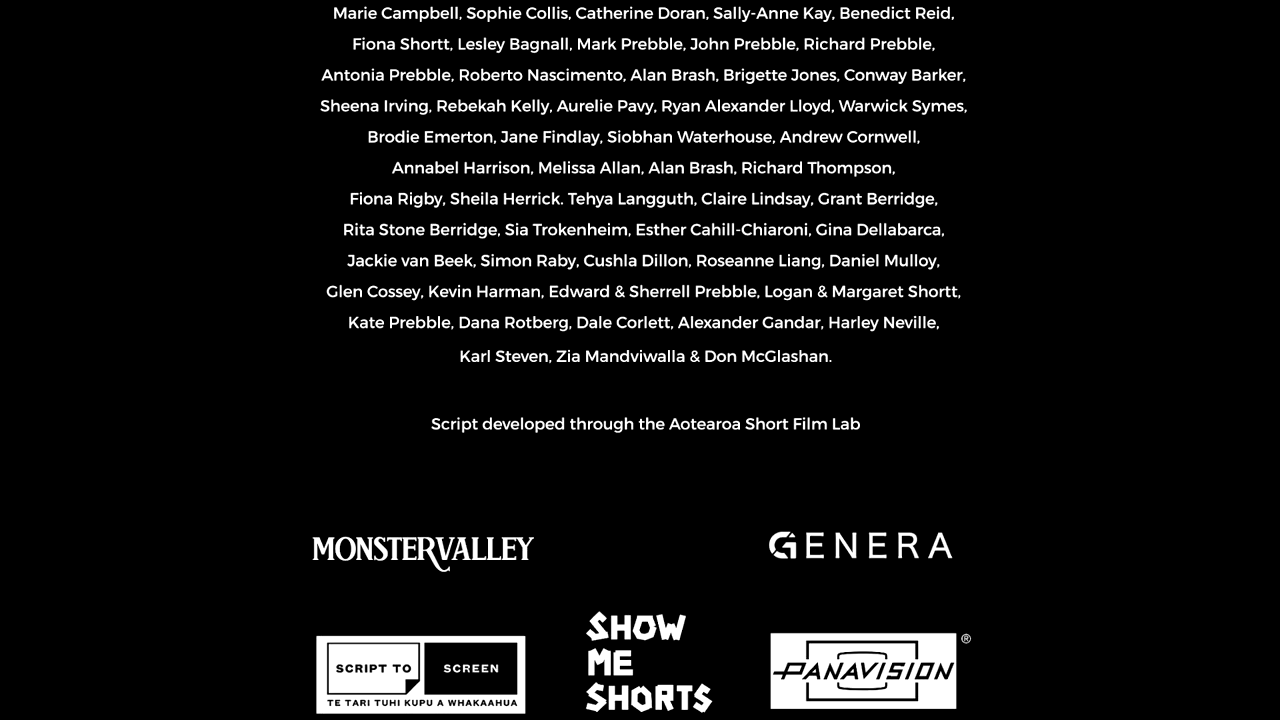 Marie Campbell, Sophie Collis, Catherine Doran, Sally-Anne Kay, Benedict Reid,
Fiona Shortt, Lesley Bagnall, Mark Prebble, John Prebble, Richard Prebble,
Antonia Prebble, Roberto Nascimento, Alan Brash, Brigette Jones, Conway Barker,
Sheena Irving, Rebekah Kelly, Aurelie Pavy, Ryan Alexander Lloyd, Warwick Symes,
Brodie Emerton, Jane Findlay, Siobhan Waterhouse, Andrew Cornwell,
Annabel Harrison, Melissa Allan, Alan Brash, Richard Thompson,
Fiona Rigby, Sheila Herrick. Tehya Langguth, Claire Lindsay, Grant Berridge,
Rita Stone Berridge, Sia Trokenheim, Esther Cahill-Chiaroni, Gina Dellabarca,
Jackie van Beek, Simon Raby, Cushla Dillon, Roseanne Liang, Daniel Mulloy,
Glen Cossey, Kevin Harman, Edward & Sherrell Prebble, Logan & Margaret Shortt,
Kate Prebble, Dana Rotberg, Dale Corlett, Alexander Gandar, Harley Neville,
Karl Steven, Zia Mandviwalla & Don McGlashan.
Script developed through the Aotearoa Short Film Lab
MONSTERVALLEY
GENERA
SCRIPT TO SCREEN
TE TARI TUHI KUPU A WHAKAAHUA
SHOW
ME
SHORTS
PANAVISION ®